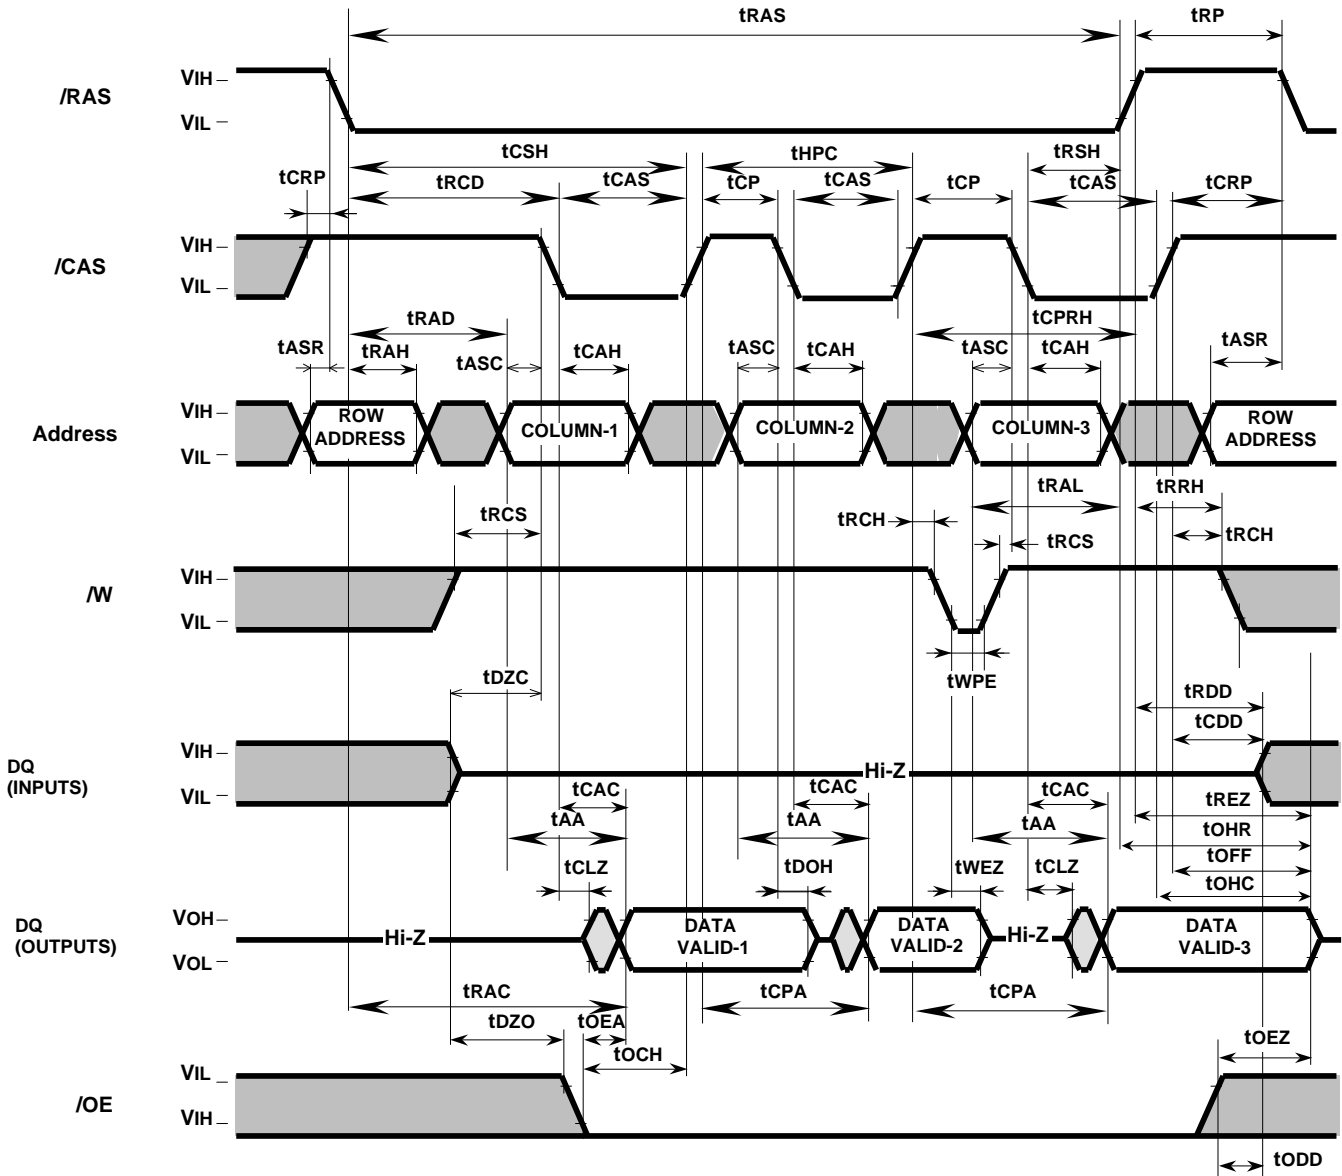 tRAS
tRP
/RAS
VIH
VIL
tCSH
tHPC
tRSH
tCRP
tRCD
tCAS
tCP
tCAS
tCP
tCAS
tCRP
/CAS
VIH
VIL
tRAD
tCPRH
tASR
tRAH
tASC
tCAH
tASC
tCAH
tASC
tCAH
tASR
Address
VIH
VIL
ROW
ADDRESS
COLUMN-1
COLUMN-2
COLUMN-3
ROW
ADDRESS
tRAL
tRRH
tRCS
tRCH
tRCS
tRCH
/W
VIH
VIL
tDZC
tWPE
tRDD
tCDD
DQ
(INPUTS)
VIH
VIL
Hi-Z
tCAC
tCAC
tCAC
tREZ
tAA
tAA
tAA
tOHR
tCLZ
tDOH
tWEZ
tCLZ
tOFF
tOHC
DQ
(OUTPUTS)
VOH
VOL
Hi-Z
DATA
VALID-1
DATA
VALID-2
Hi-Z
DATA
VALID-3
tRAC
tCPA
tCPA
tDZO
tOEA
tOCH
tOEZ
/OE
VIL
VIH
tODD